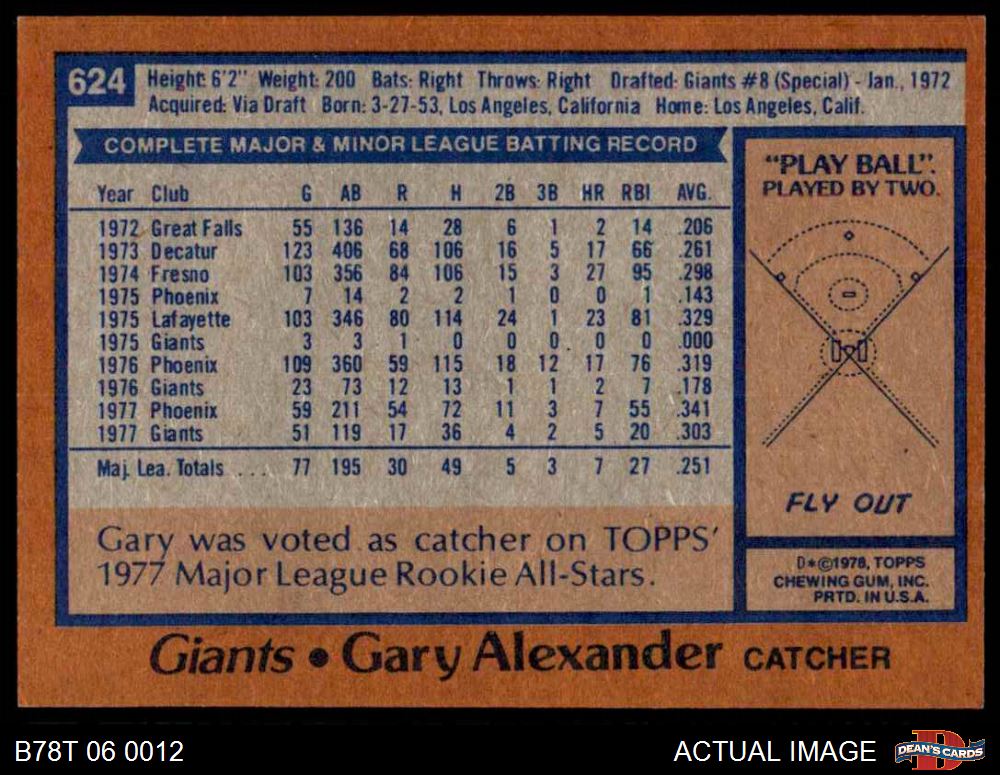 624
Height: 6'2" Weight: 200 Bats: Right Throws: Right Drafted: Giants #8 (Special) - Jan., 1972
Acquired: Via Draft Born: 3-27-53, Los Angeles, California Home: Los Angeles, Calif.
COMPLETE MAJOR & MINOR LEAGUE BATTING RECORD
Year Club G AB R H 2B 3B HR RBI AVG.
1972 Great Falls 55 136 14 28 6 1 2 14 .206
1973 Decatur 123 406 68 106 16 5 17 66 .261
1974 Fresno 103 356 84 106 15 3 27 95 .298
1975 Phoenix 7 14 2 2 1 0 0 1 .143
1975 Lafayette 103 346 80 114 24 1 23 81 .329
1975 Giants 3 3 1 0 0 0 0 0 .000
1976 Phoenix 109 360 59 115 18 12 17 76 .319
1976 Giants 23 73 12 13 1 1 2 7 .178
1977 Phoenix 59 211 54 72 11 3 7 55 .341
1977 Giants 51 119 17 36 4 2 5 20 .303
Maj. Lea. Totals ... 77 195 30 49 5 3 7 27 .251
Gary was voted as catcher on TOPPS'
1977 Major League Rookie All-Stars.
"PLAY BALL".
PLAYED BY TWO.
FLY OUT
D*©1978, TOPPS
CHEWING GUM, INC.
PRTD. IN U.S.A.
Giants • Gary Alexander CATCHER
B78T 06 0012
ACTUAL IMAGE
DEAN'S CARDS